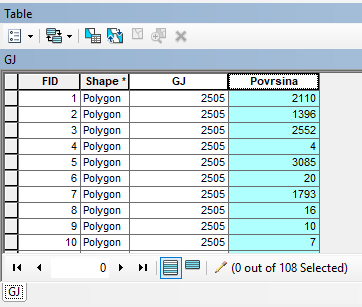 Table
GJ
FID Shape * GJ Povrsina
1 Polygon 2505 2110
2 Polygon 2505 1396
3 Polygon 2505 2552
4 Polygon 2505 4
5 Polygon 2505 3085
6 Polygon 2505 20
7 Polygon 2505 1793
8 Polygon 2505 16
9 Polygon 2505 10
10 Polygon 2505 7
0 (0 out of 108 Selected)
GJ